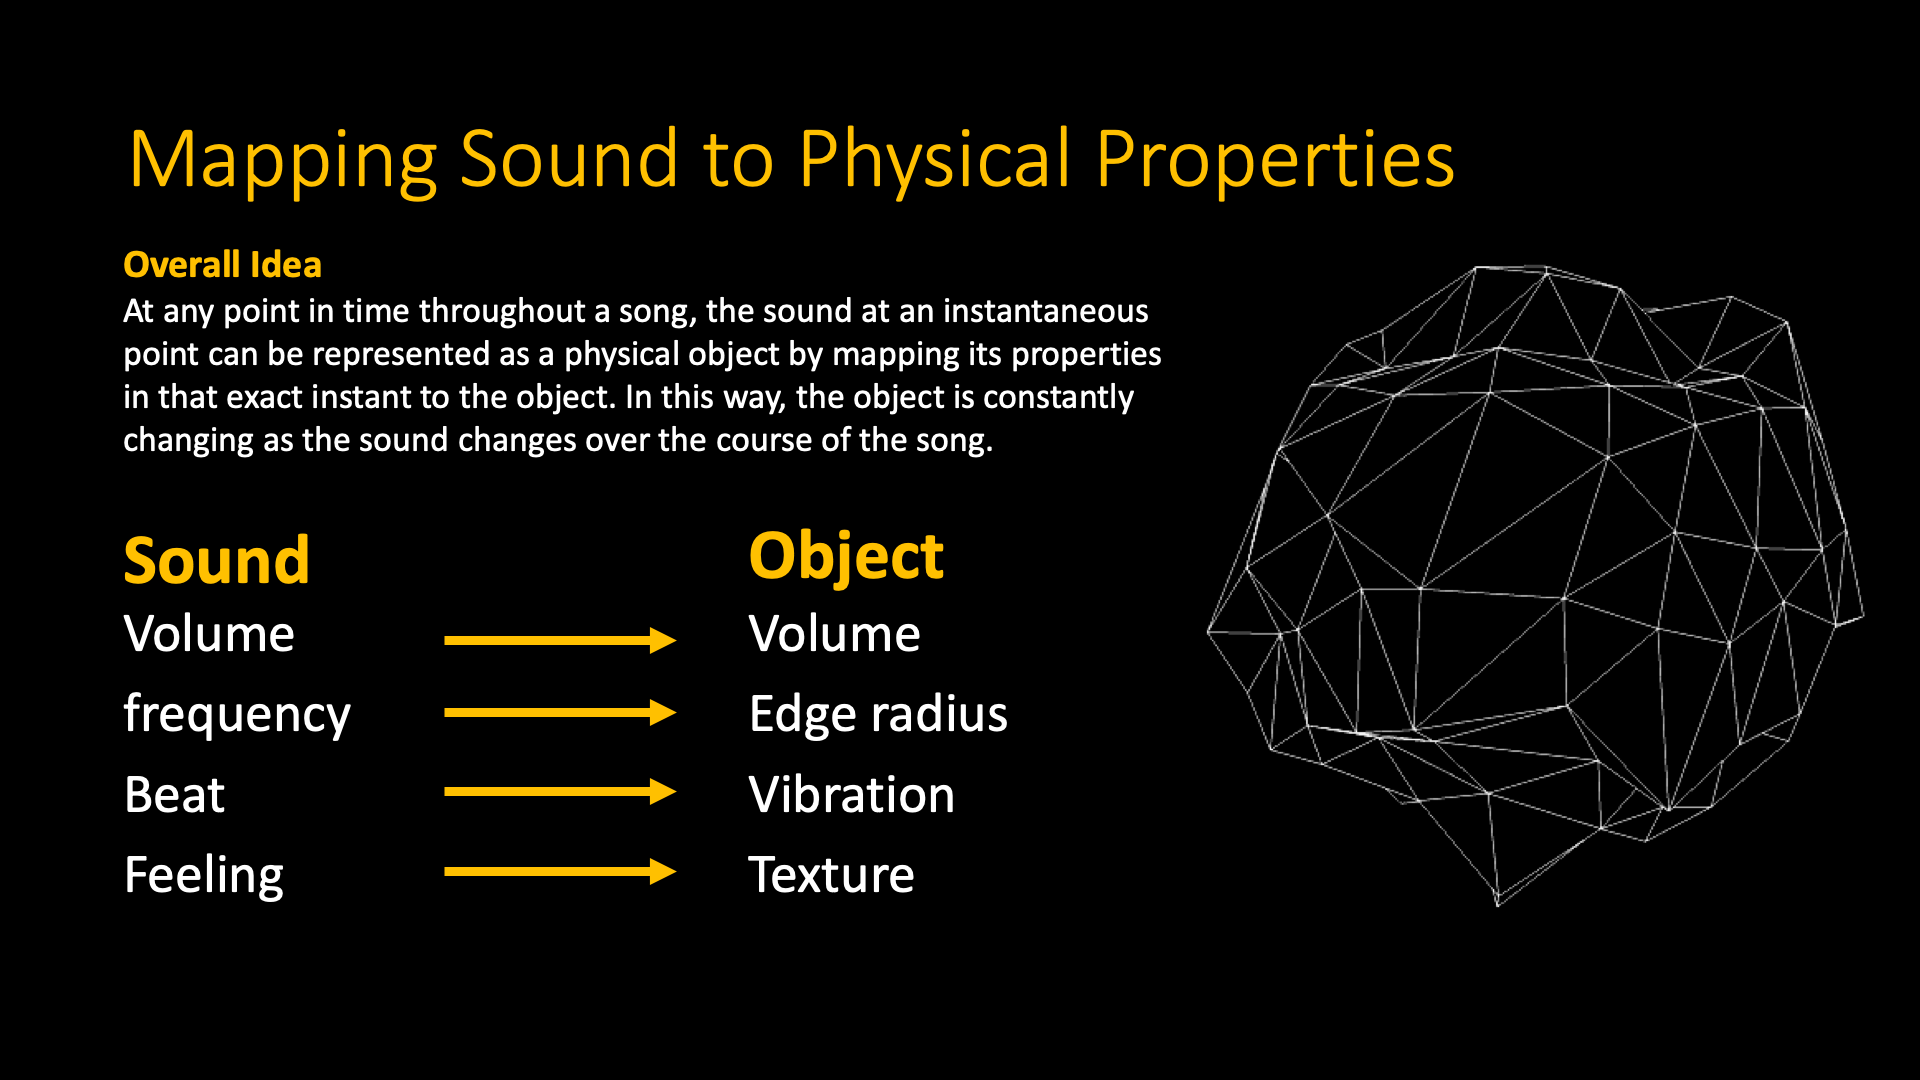 Mapping Sound to Physical Properties
Overall Idea
At any point in time throughout a song, the sound at an instantaneous
point can be represented as a physical object by mapping its properties
in that exact instant to the object. In this way, the object is constantly
changing as the sound changes over the course of the song.
Sound
Volume
frequency
Beat
Feeling
Object
Volume
Edge radius
Vibration
Texture